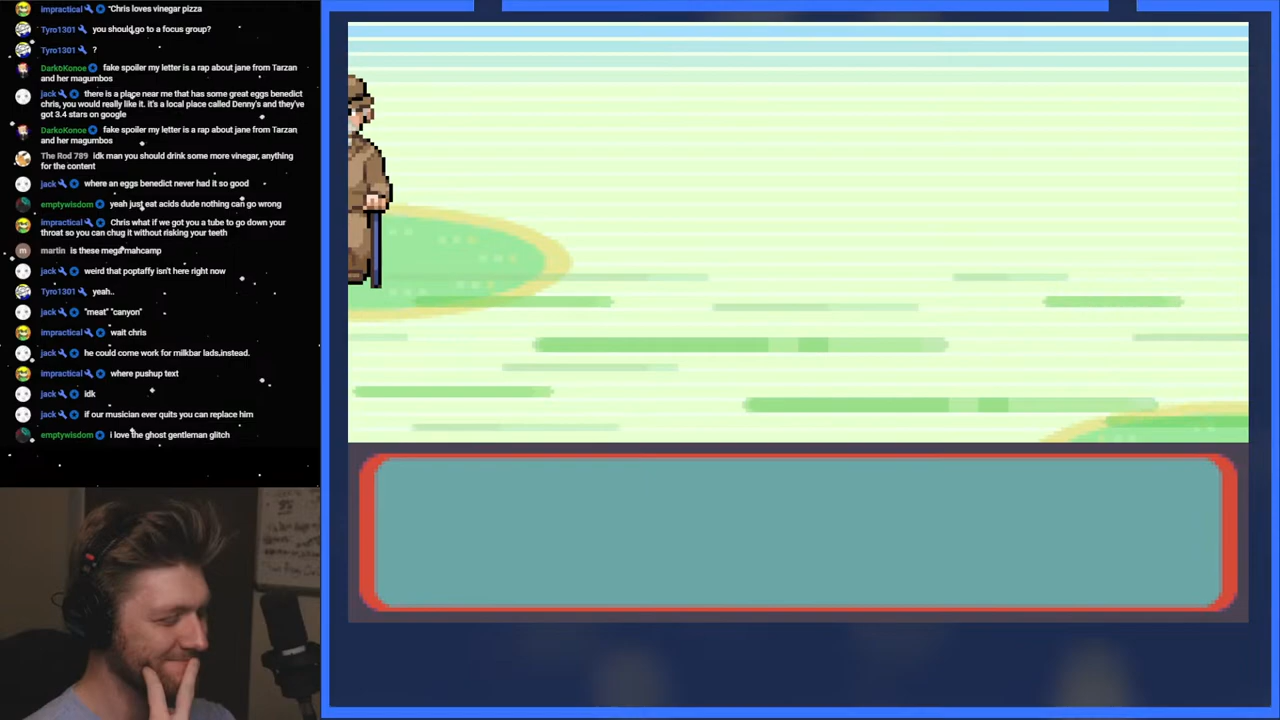 impractical "Chris loves vinegar pizza
Tyro1301 you should go to a focus group?
Tyro1301 ?
DarkoKonoe fake spoiler my letter is a rap about jane from Tarzan
and her magumbos
jack there is a place near me that has some great eggs benedict
chris, you would really like it. it's a local place called Denny's and they've
got 3.4 stars on google
DarkoKonoe fake spoiler my letter is a rap about jane from Tarzan
and her magumbos
The Rod 789 idk man you should drink some more vinegar, anything
for the content
jack where an eggs benedict never had it so good
emptywisdom yeah just eat acids dude nothing can go wrong
impractical Chris what if we got you a tube to go down your
throat so you can chug it without risking your teeth
m martin is these mega mahcamp
jack weird that poptaffy isn't here right now
Tyro1301 yeah..
jack "meat" "canyon"
impractical wait chris
jack he could come work for milkbar lads.instead.
impractical where pushup text
jack idk
jack if our musician ever quits you can replace him
emptywisdom i love the ghost gentleman glitch